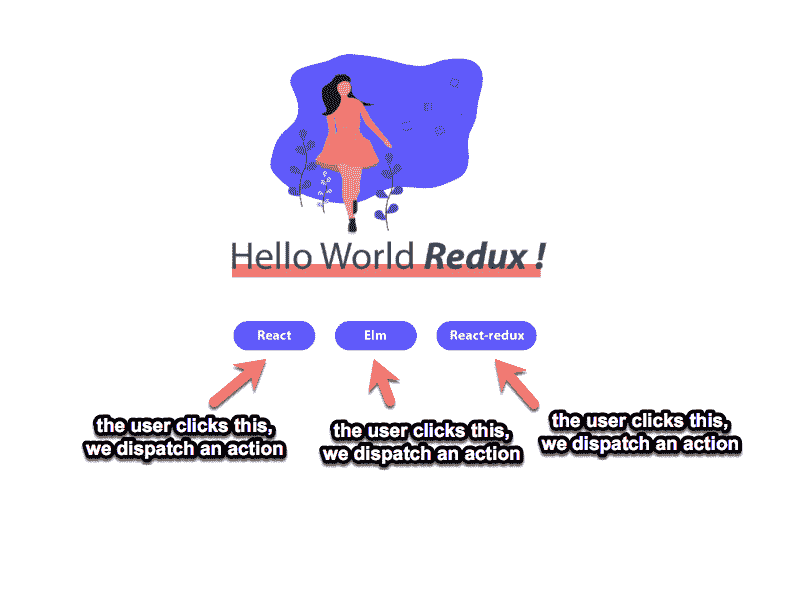 Hello World Redux !
React Elm React-redux
the user clicks this,
we dispatch an action
the user clicks this,
we dispatch an action
the user clicks this,
we dispatch an action